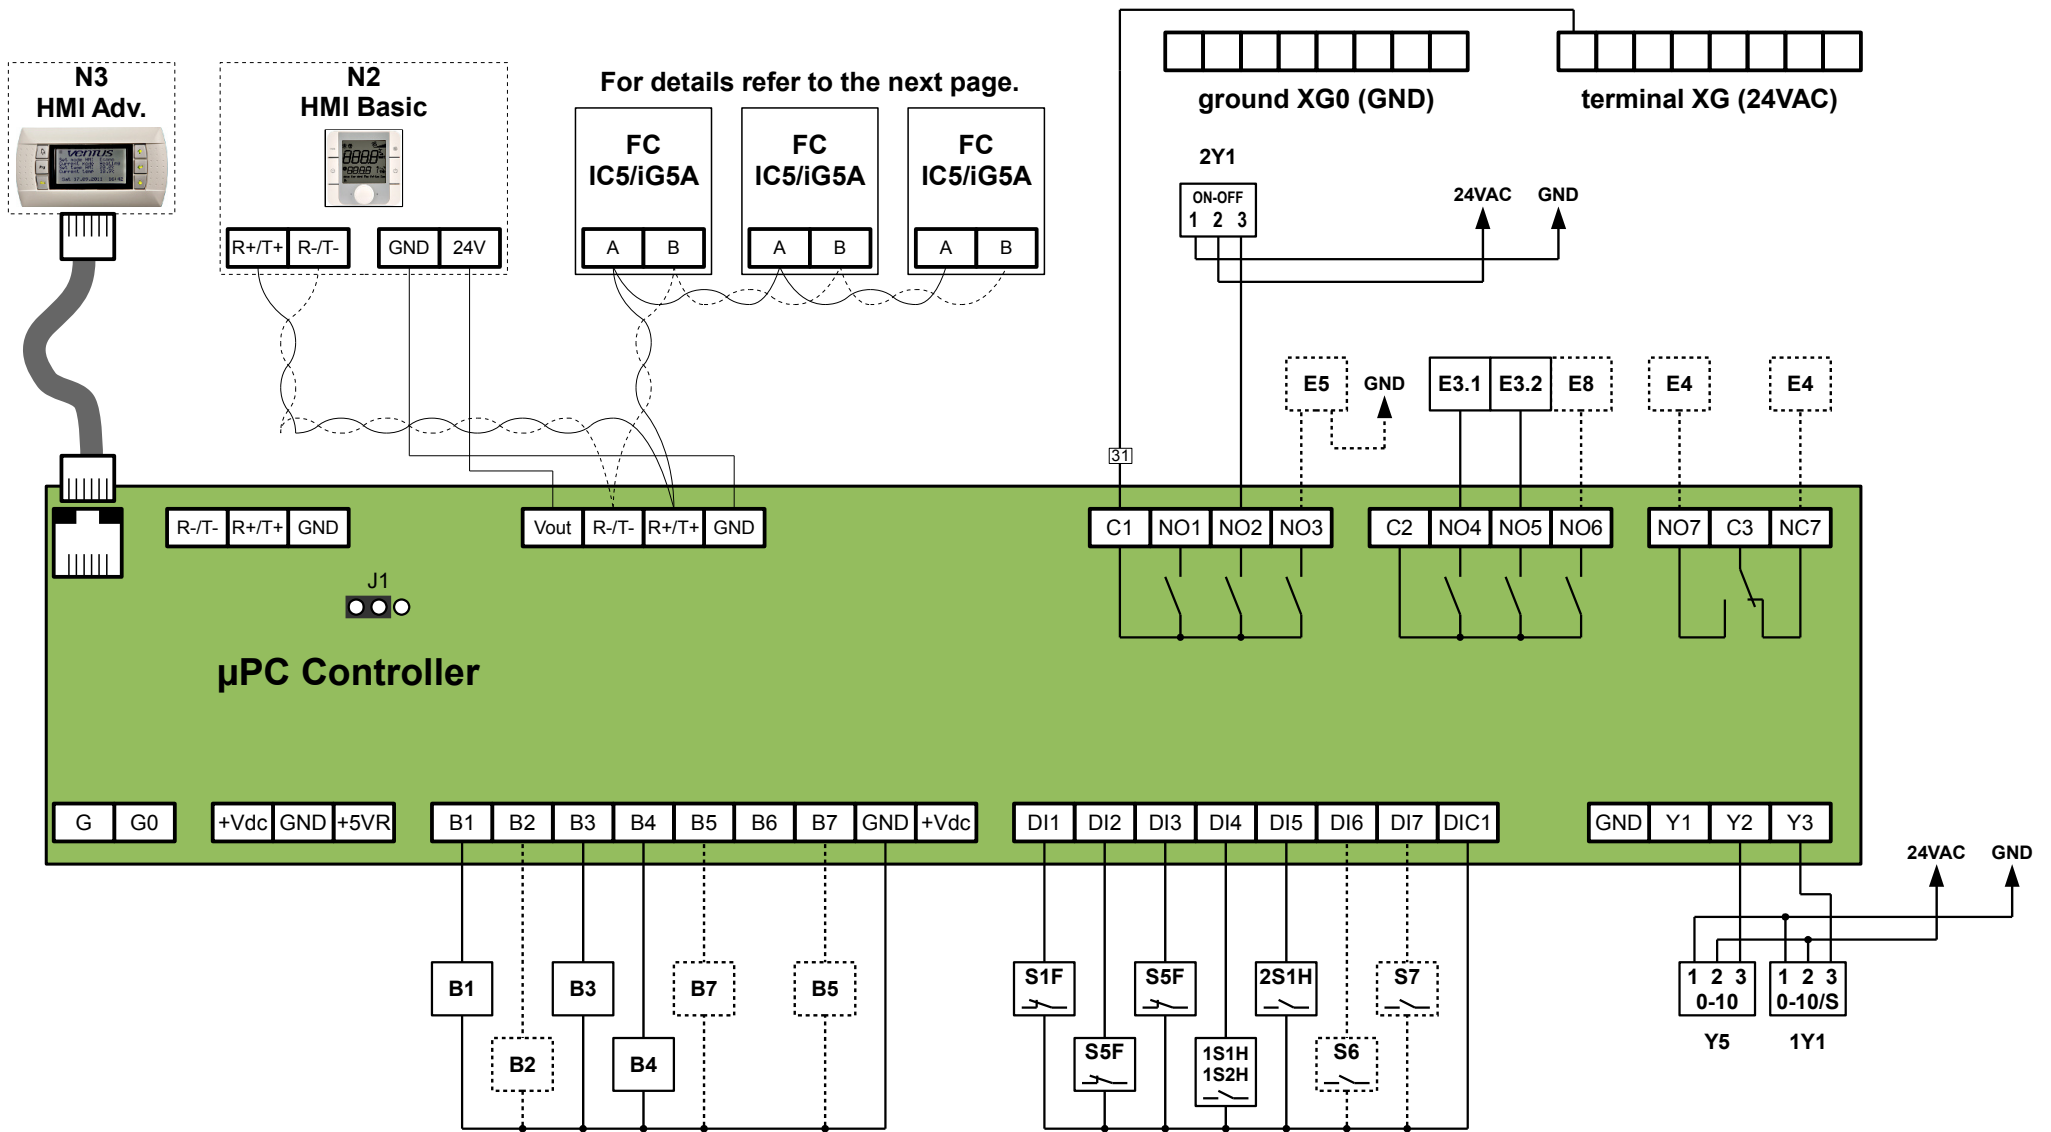 N3
HMI Adv.
ventus
N2
HMI Basic
For details refer to the next page.
FC
IC5/iG5A
FC
IC5/iG5A
FC
IC5/iG5A
ground XG0 (GND)
terminal XG (24VAC)
2Y1
ON-OFF
1 2 3
24VAC GND
R+/T+ R-/T- GND 24V
A B A B A B
E5 GND E3.1 E3.2 E8 E4 E4
31
R-/T- R+/T+ GND
Vout R-/T- R+/T+ GND
C1 NO1 NO2 NO3
C2 NO4 NO5 NO6
NO7 C3 NC7
J1
µPC Controller
G G0
+Vdc GND +5VR
B1 B2 B3 B4 B5 B6 B7 GND +Vdc
DI1 DI2 DI3 DI4 DI5 DI6 DI7 DIC1
GND Y1 Y2 Y3
24VAC GND
B1 B3 B7 B5
B2 B4
S1F S5F 2S1H S7
S5F
1S1H
1S2H
S6
1 2 3
0-10
1 2 3
0-10/S
Y5 1Y1